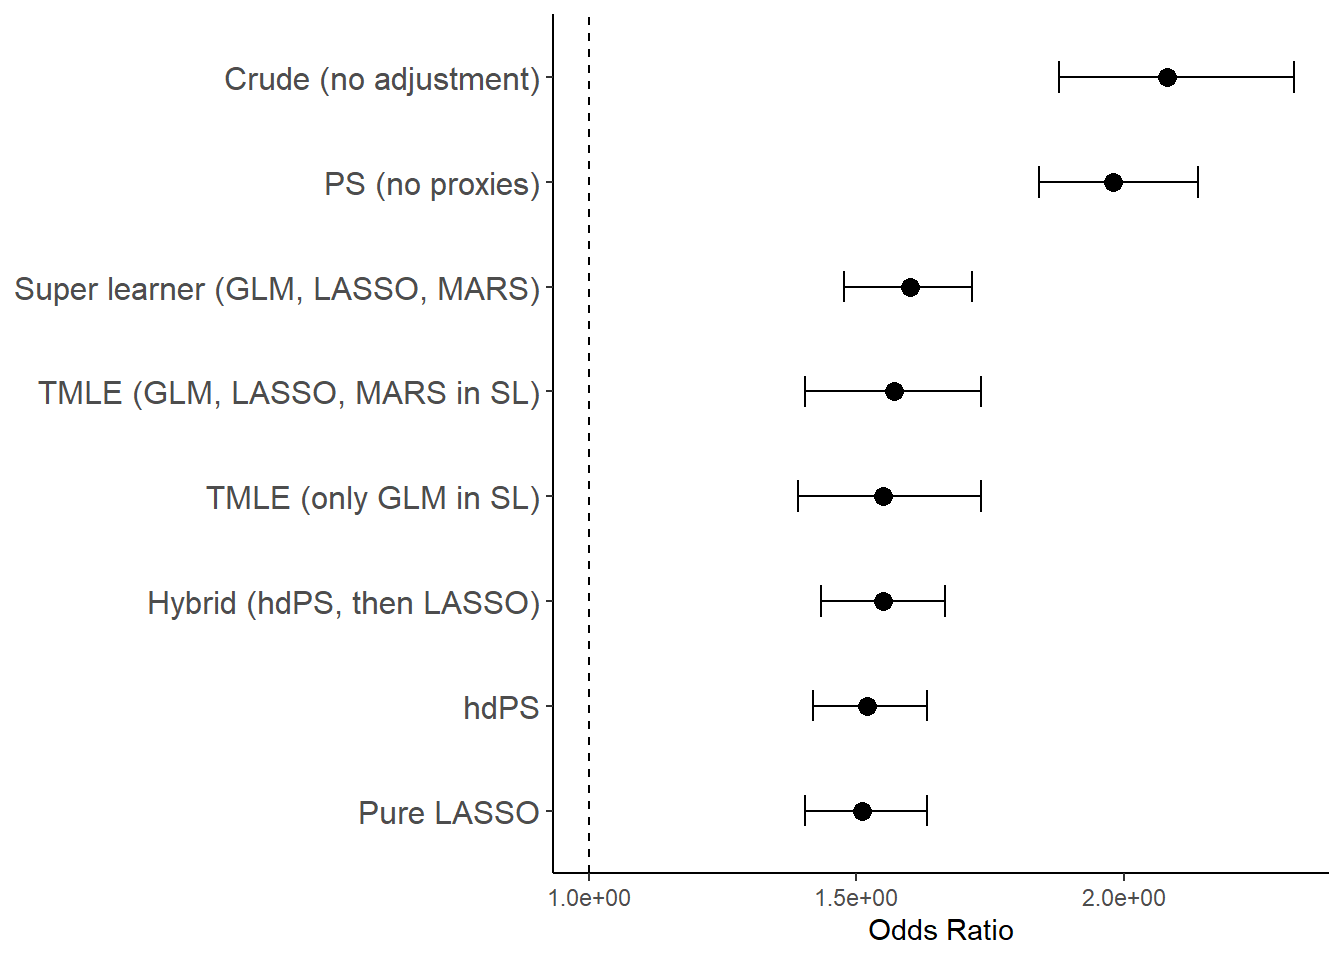 Crude (no adjustment)
PS (no proxies)
Super learner (GLM, LASSO, MARS)
TMLE (GLM, LASSO, MARS in SL)
TMLE (only GLM in SL)
Hybrid (hdPS, then LASSO)
hdPS
Pure LASSO
1.0e+00 1.5e+00 2.0e+00
Odds Ratio